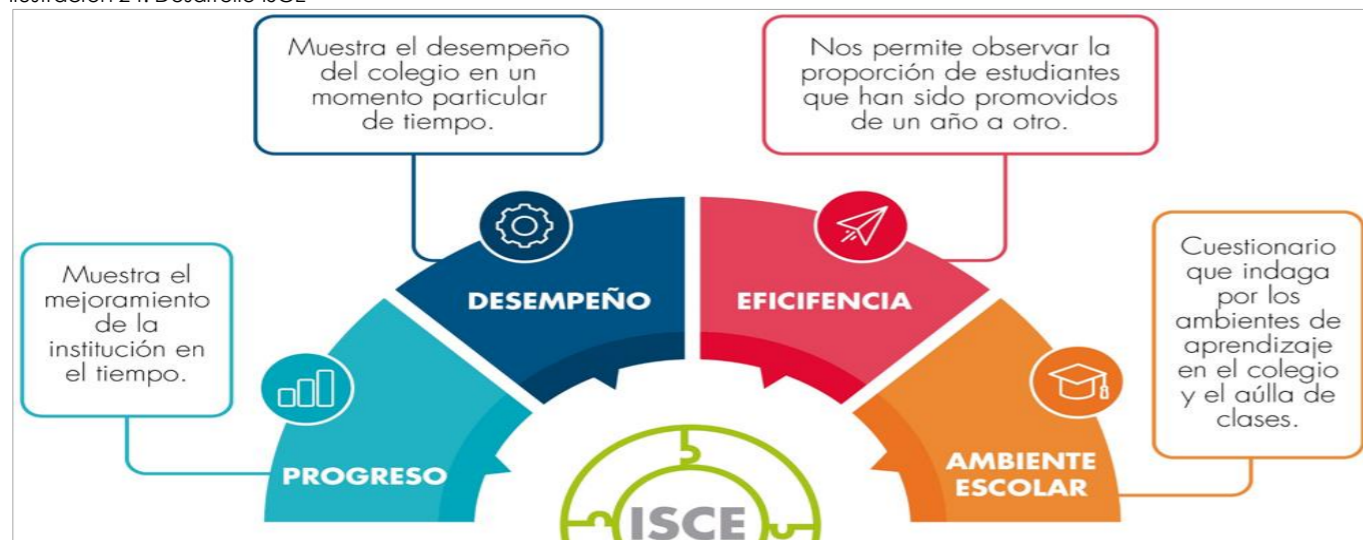 Muestra el desempeño
del colegio en un
momento particular
de tiempo.
Nos permite observar la
proporción de estudiantes
que han sido promovidos
de un año a otro.
Muestra el
mejoramiento
de la
institución en
el tiempo.
Cuestionario
que indaga
por los
ambientes de
aprendizaje
en el colegio
y el aúlla de
clases.
DESEMPEÑO
EFICIFENCIA
PROGRESO
AMBIENTE
ESCOLAR
ISCE